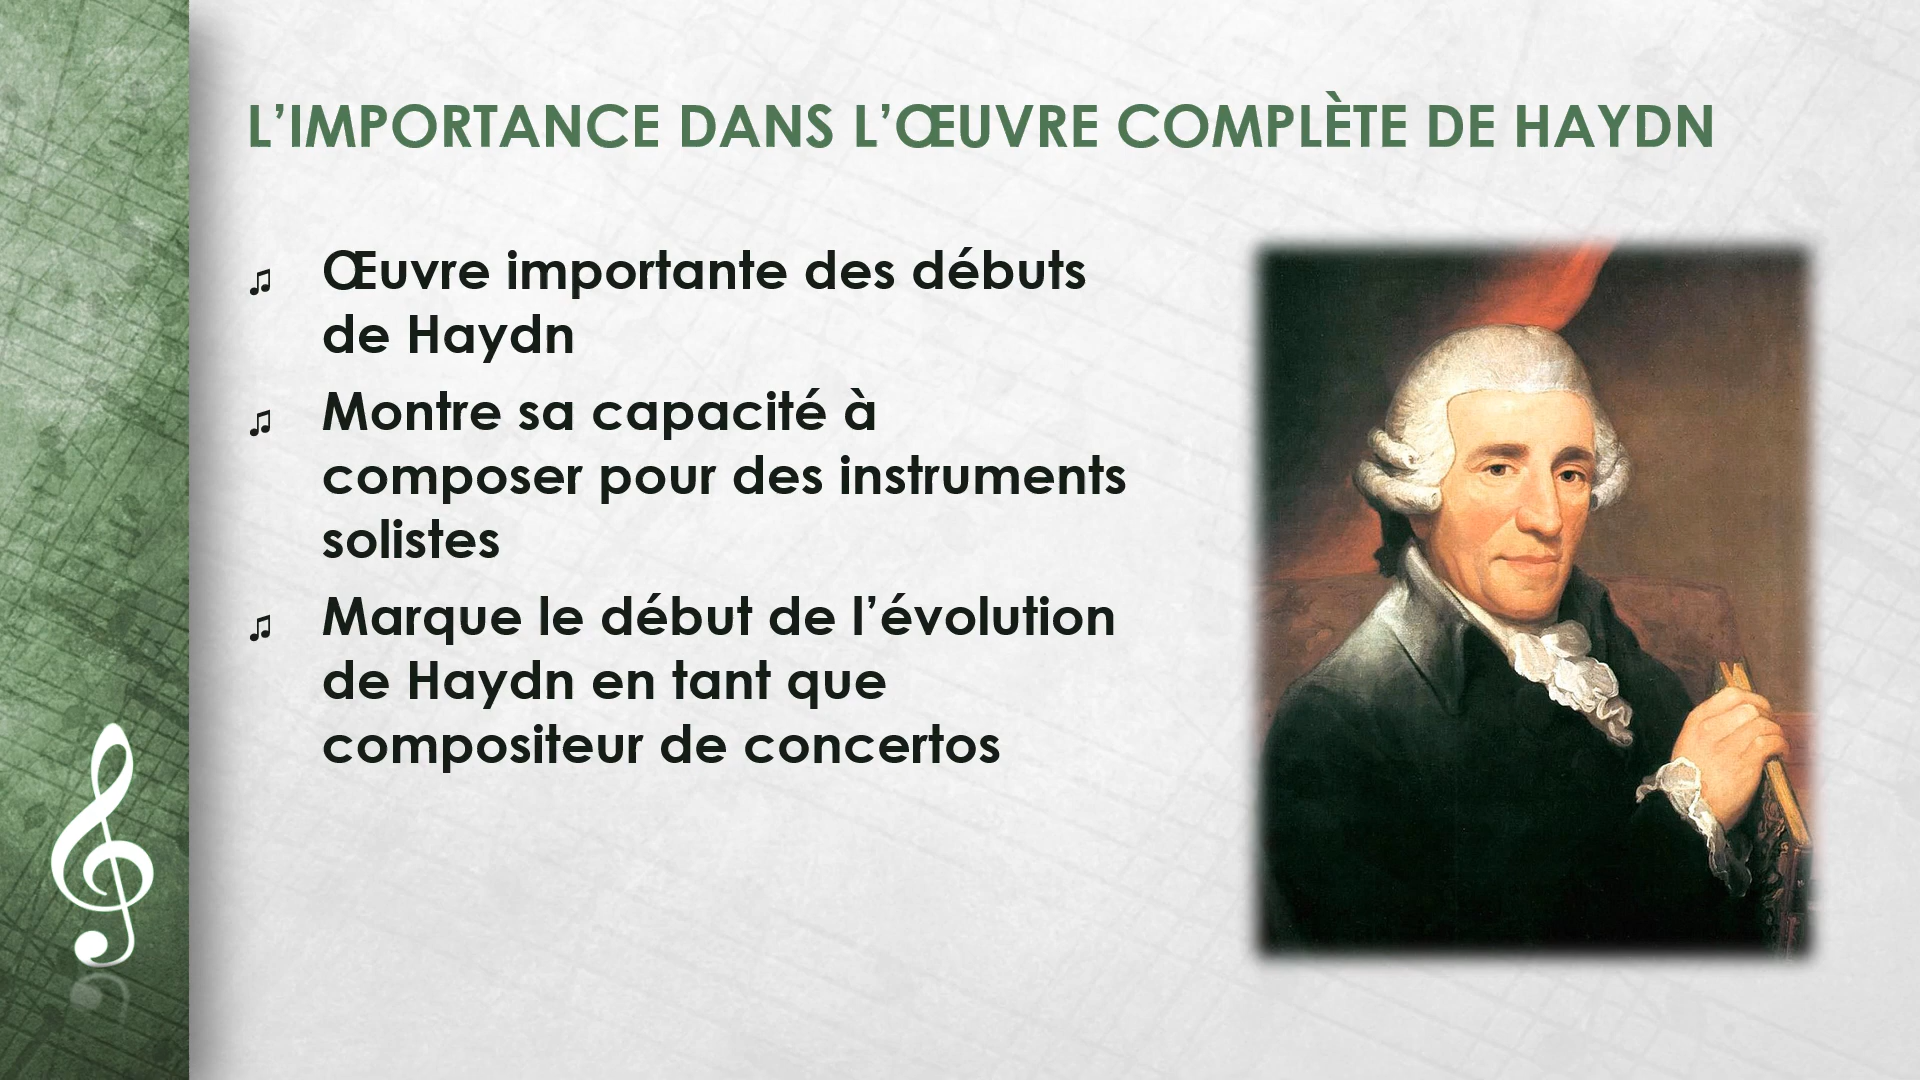 L’IMPORTANCE DANS L’ŒUVRE COMPLÈTE DE HAYDN
♫ Œuvre importante des débuts
de Haydn
♫ Montre sa capacité à
composer pour des instruments
solistes
♫ Marque le début de l’évolution
de Haydn en tant que
compositeur de concertos